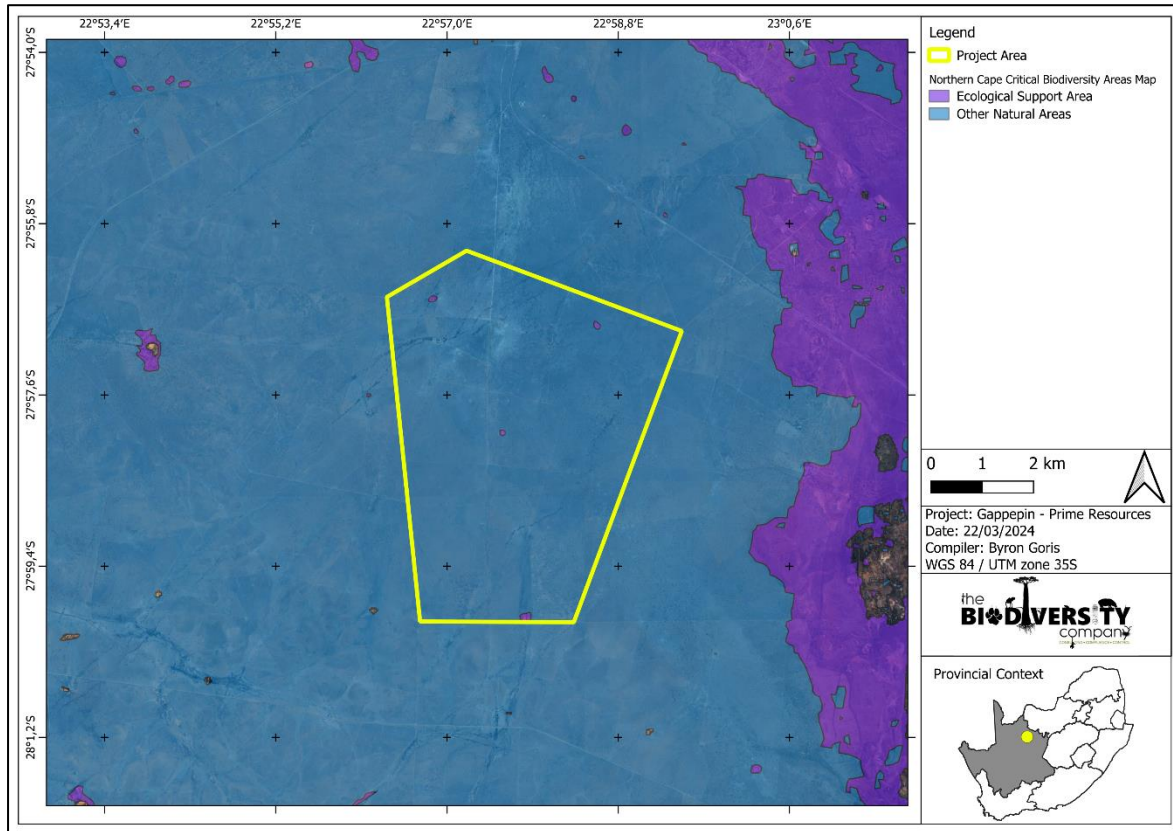 22°53,4'E 22°55,2'E 22°57,0'E 22°58,8'E 23°0,6'E
27°54,0'S
27°55,8'S
27°57,6'S
27°59,4'S
28°1,2'S
Legend
Project Area
Northern Cape Critical Biodiversity Areas Map
Ecological Support Area
Other Natural Areas
0 1 2 km
Project: Gappepin - Prime Resources
Date: 22/03/2024
Compiler: Byron Goris
WGS 84 / UTM zone 35S
the
BIODIVERSITY
company
Provincial Context